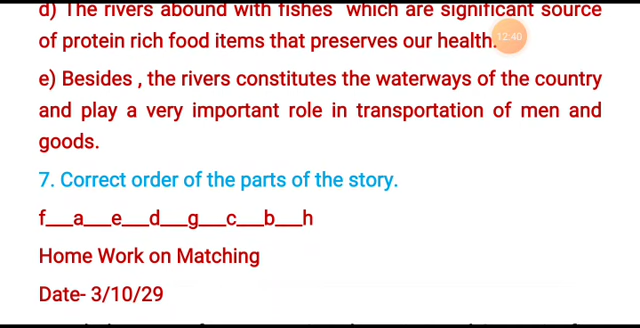 d) The rivers abound with fishes which are significant source
of protein rich food items that preserves our health.
12:40
e) Besides , the rivers constitutes the waterways of the country
and play a very important role in transportation of men and
goods.
7. Correct order of the parts of the story.
f___a___e___d___g___c___b___h
Home Work on Matching
Date- 3/10/29